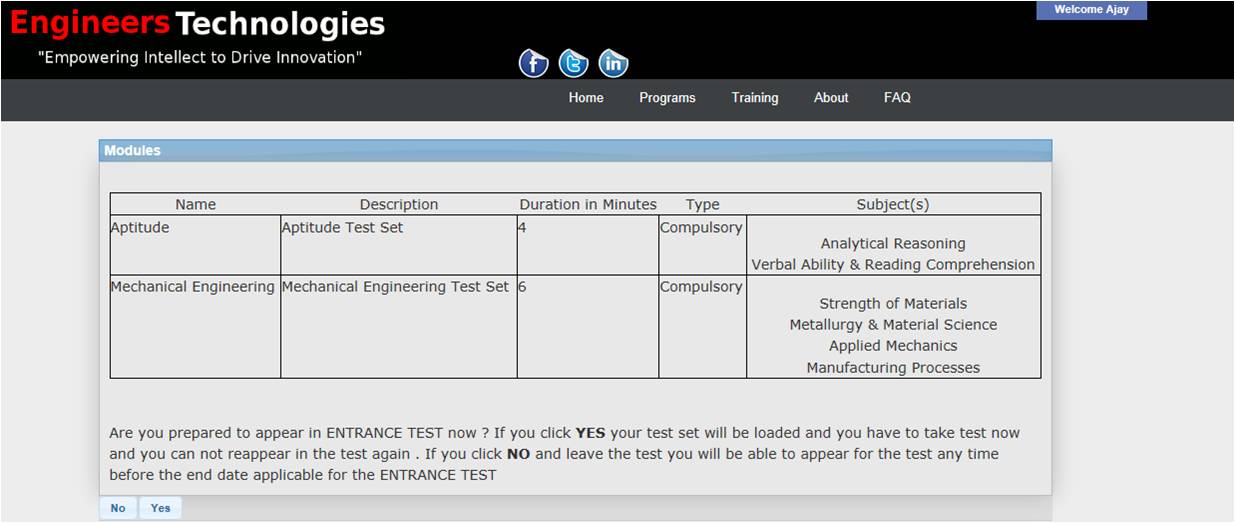 Engineers Technologies
Welcome Ajay
"Empowering Intellect to Drive Innovation"
f t in
Home Programs Training About FAQ
Modules
Name Description Duration in Minutes Type Subject(s)
Aptitude Aptitude Test Set 4 Compulsory
Analytical Reasoning
Verbal Ability & Reading Comprehension
Mechanical Engineering Mechanical Engineering Test Set 6 Compulsory
Strength of Materials
Metallurgy & Material Science
Applied Mechanics
Manufacturing Processes
Are you prepared to appear in ENTRANCE TEST now ? If you click YES your test set will be loaded and you have to take test now
and you can not reappear in the test again . If you click NO and leave the test you will be able to appear for the test any time
before the end date applicable for the ENTRANCE TEST
No Yes